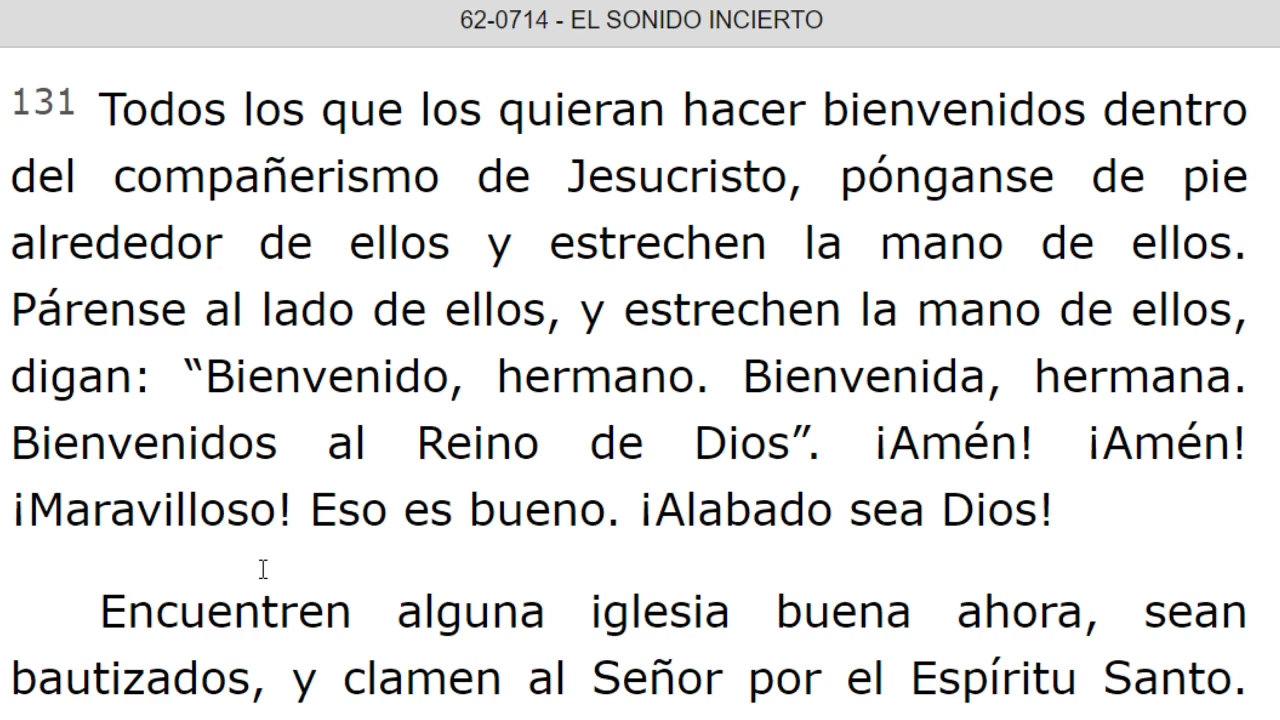 62-0714 - EL SONIDO INCIERTO
131 Todos los que los quieran hacer bienvenidos dentro
del compañerismo de Jesucristo, pónganse de pie
alrededor de ellos y estrechen la mano de ellos.
Párense al lado de ellos, y estrechen la mano de ellos,
digan: “Bienvenido, hermano. Bienvenida, hermana.
Bienvenidos al Reino de Dios”. ¡Amén! ¡Amén!
¡Maravilloso! Eso es bueno. ¡Alabado sea Dios!
Encuentren alguna iglesia buena ahora, sean
bautizados, y clamen al Señor por el Espíritu Santo.